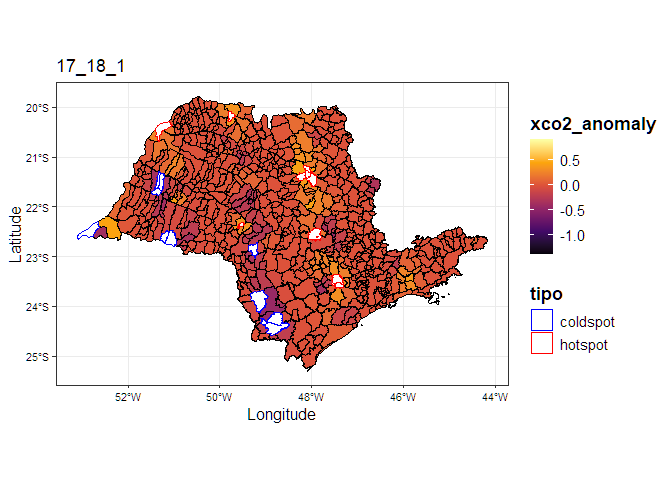 17_18_1
20°S
21°S
22°S
23°S
24°S
25°S
Latitude
52°W 50°W 48°W 46°W 44°W
Longitude
xco2_anomaly
0.5
0.0
-0.5
-1.0
tipo
coldspot
hotspot